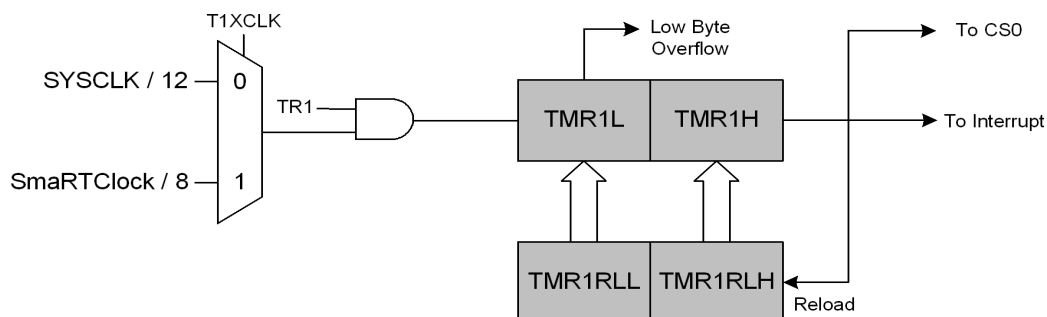 T1XCLK
SYSCLK / 12
0
TR1
SmaRTClock / 8
1
Low Byte
Overflow
TMR1L
TMR1H
To CS0
To Interrupt
TMR1RLL
TMR1RLH
Reload